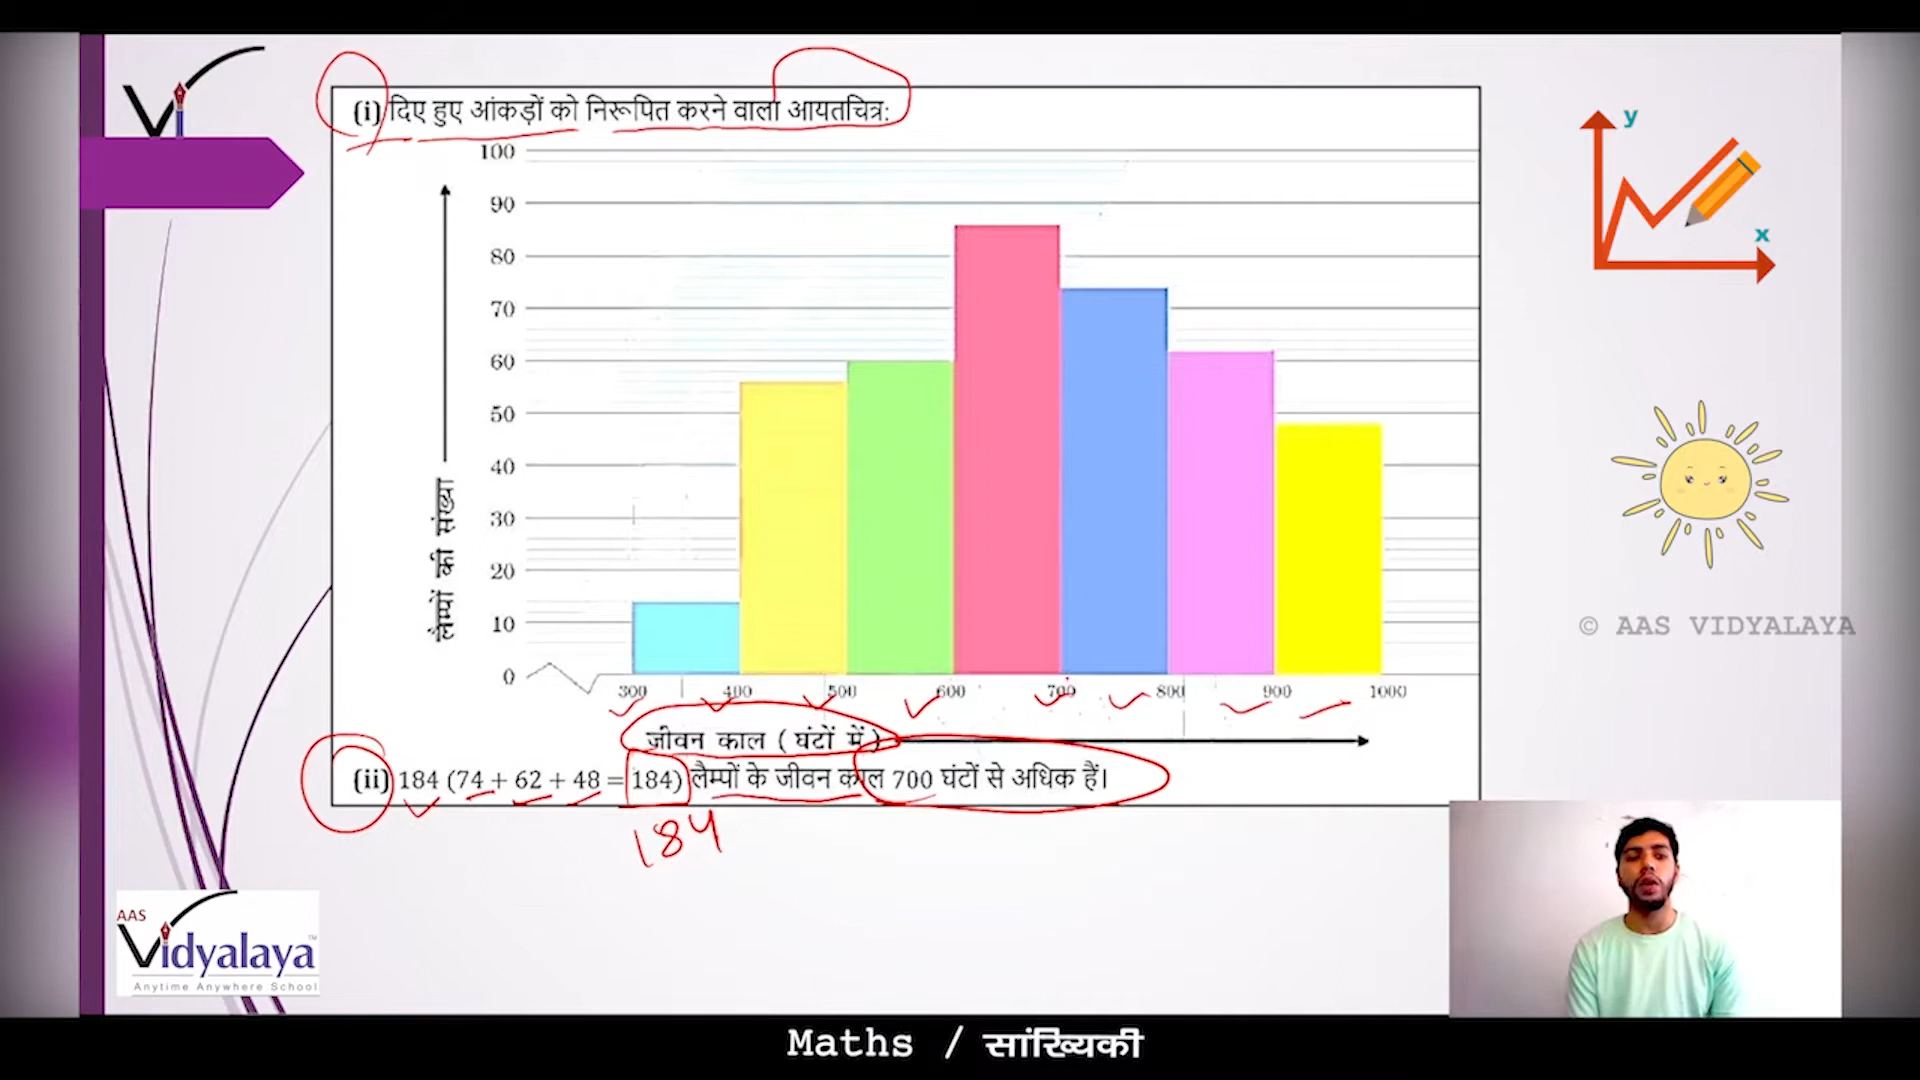 (i) दिए हुए आंकड़ों को निरूपित करने वाला आयतचित्र:
y
x
100
90
80
70
60
50
40
30
20
10
0
लैम्पों की संख्या
300 400 500 600 700 800 900 1000
जीवन काल ( घंटों में )
(ii) 184 (74 + 62 + 48 = 184) लैम्पों के जीवन काल 700 घंटों से अधिक हैं।
184
© AAS VIDYALAYA
AAS
Vidyalaya
Anytime Anywhere School
Maths / सांख्यिकी